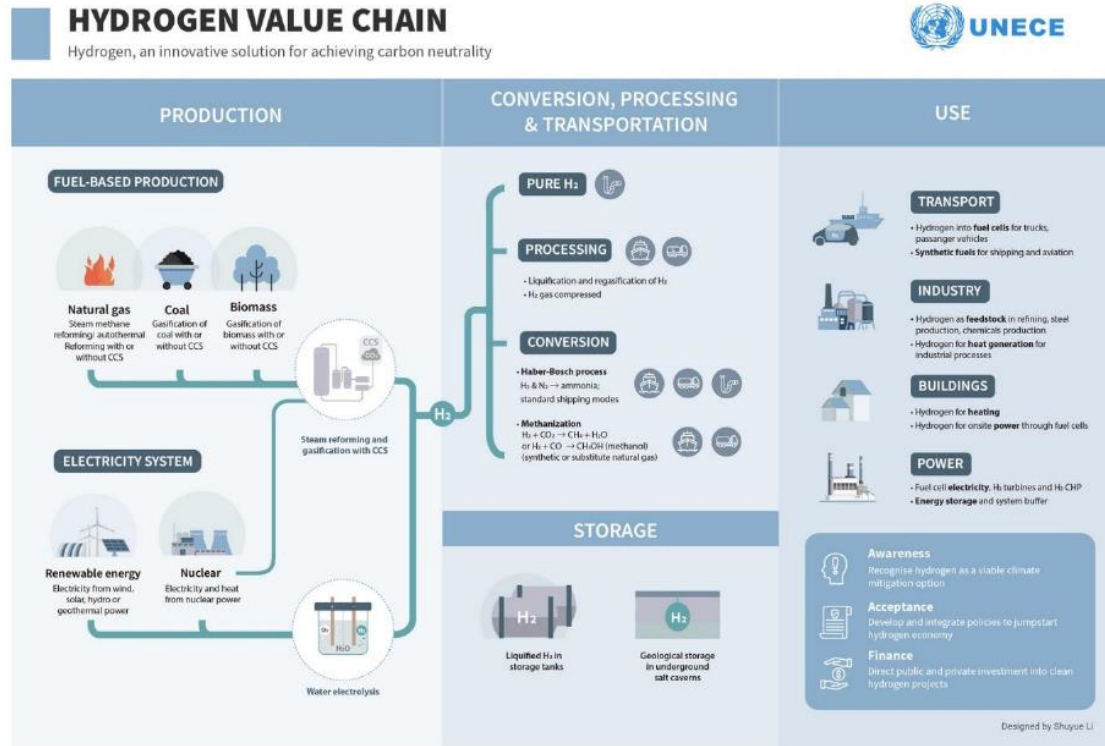 HYDROGEN VALUE CHAIN
Hydrogen, an innovative solution for achieving carbon neutrality
UNECE
PRODUCTION
FUEL-BASED PRODUCTION
Natural gas
Steam methane
reforming/ autothermal
Reforming with or
without CCS
Coal
Gasification of
coal with or
without CCS
Biomass
Gasification of
biomass with or
without CCS
CCS
CO₂
Steam reforming and
gasification with CCS
ELECTRICITY SYSTEM
Renewable energy
Electricity from wind,
solar, hydro or
geothermal power
Nuclear
Electricity and heat
from nuclear power
O₂
H₂
H₂O
Water electrolysis
H₂
CONVERSION, PROCESSING
& TRANSPORTATION
PURE H₂
PROCESSING
• Liquification and regasification of H₂
• H₂ gas compressed
CONVERSION
• Haber-Bosch process
H₂ & N₂ → ammonia;
standard shipping modes
• Methanization
H₂ + CO₂ → CH₄ + H₂O
or H₂ + CO → CH₃OH (methanol)
(synthetic or substitute natural gas)
STORAGE
H₂
Liquified H₂ in
storage tanks
H₂
Geological storage
in underground
salt caverns
USE
H₂
TRANSPORT
• Hydrogen into fuel cells for trucks,
passanger vehicles
• Synthetic fuels for shipping and aviation
INDUSTRY
• Hydrogen as feedstock in refining, steel
production, chemicals production
• Hydrogen for heat generation for
industrial processes
BUILDINGS
• Hydrogen for heating
• Hydrogen for onsite power through fuel cells
POWER
• Fuel cell electricity, H₂ turbines and H₂ CHP
• Energy storage and system buffer
Awareness
Recognise hydrogen as a viable climate
mitigation option
Acceptance
Develop and integrate policies to jumpstart
hydrogen economy
Finance
Direct public and private investment into clean
hydrogen projects
Designed by Shuyue Li